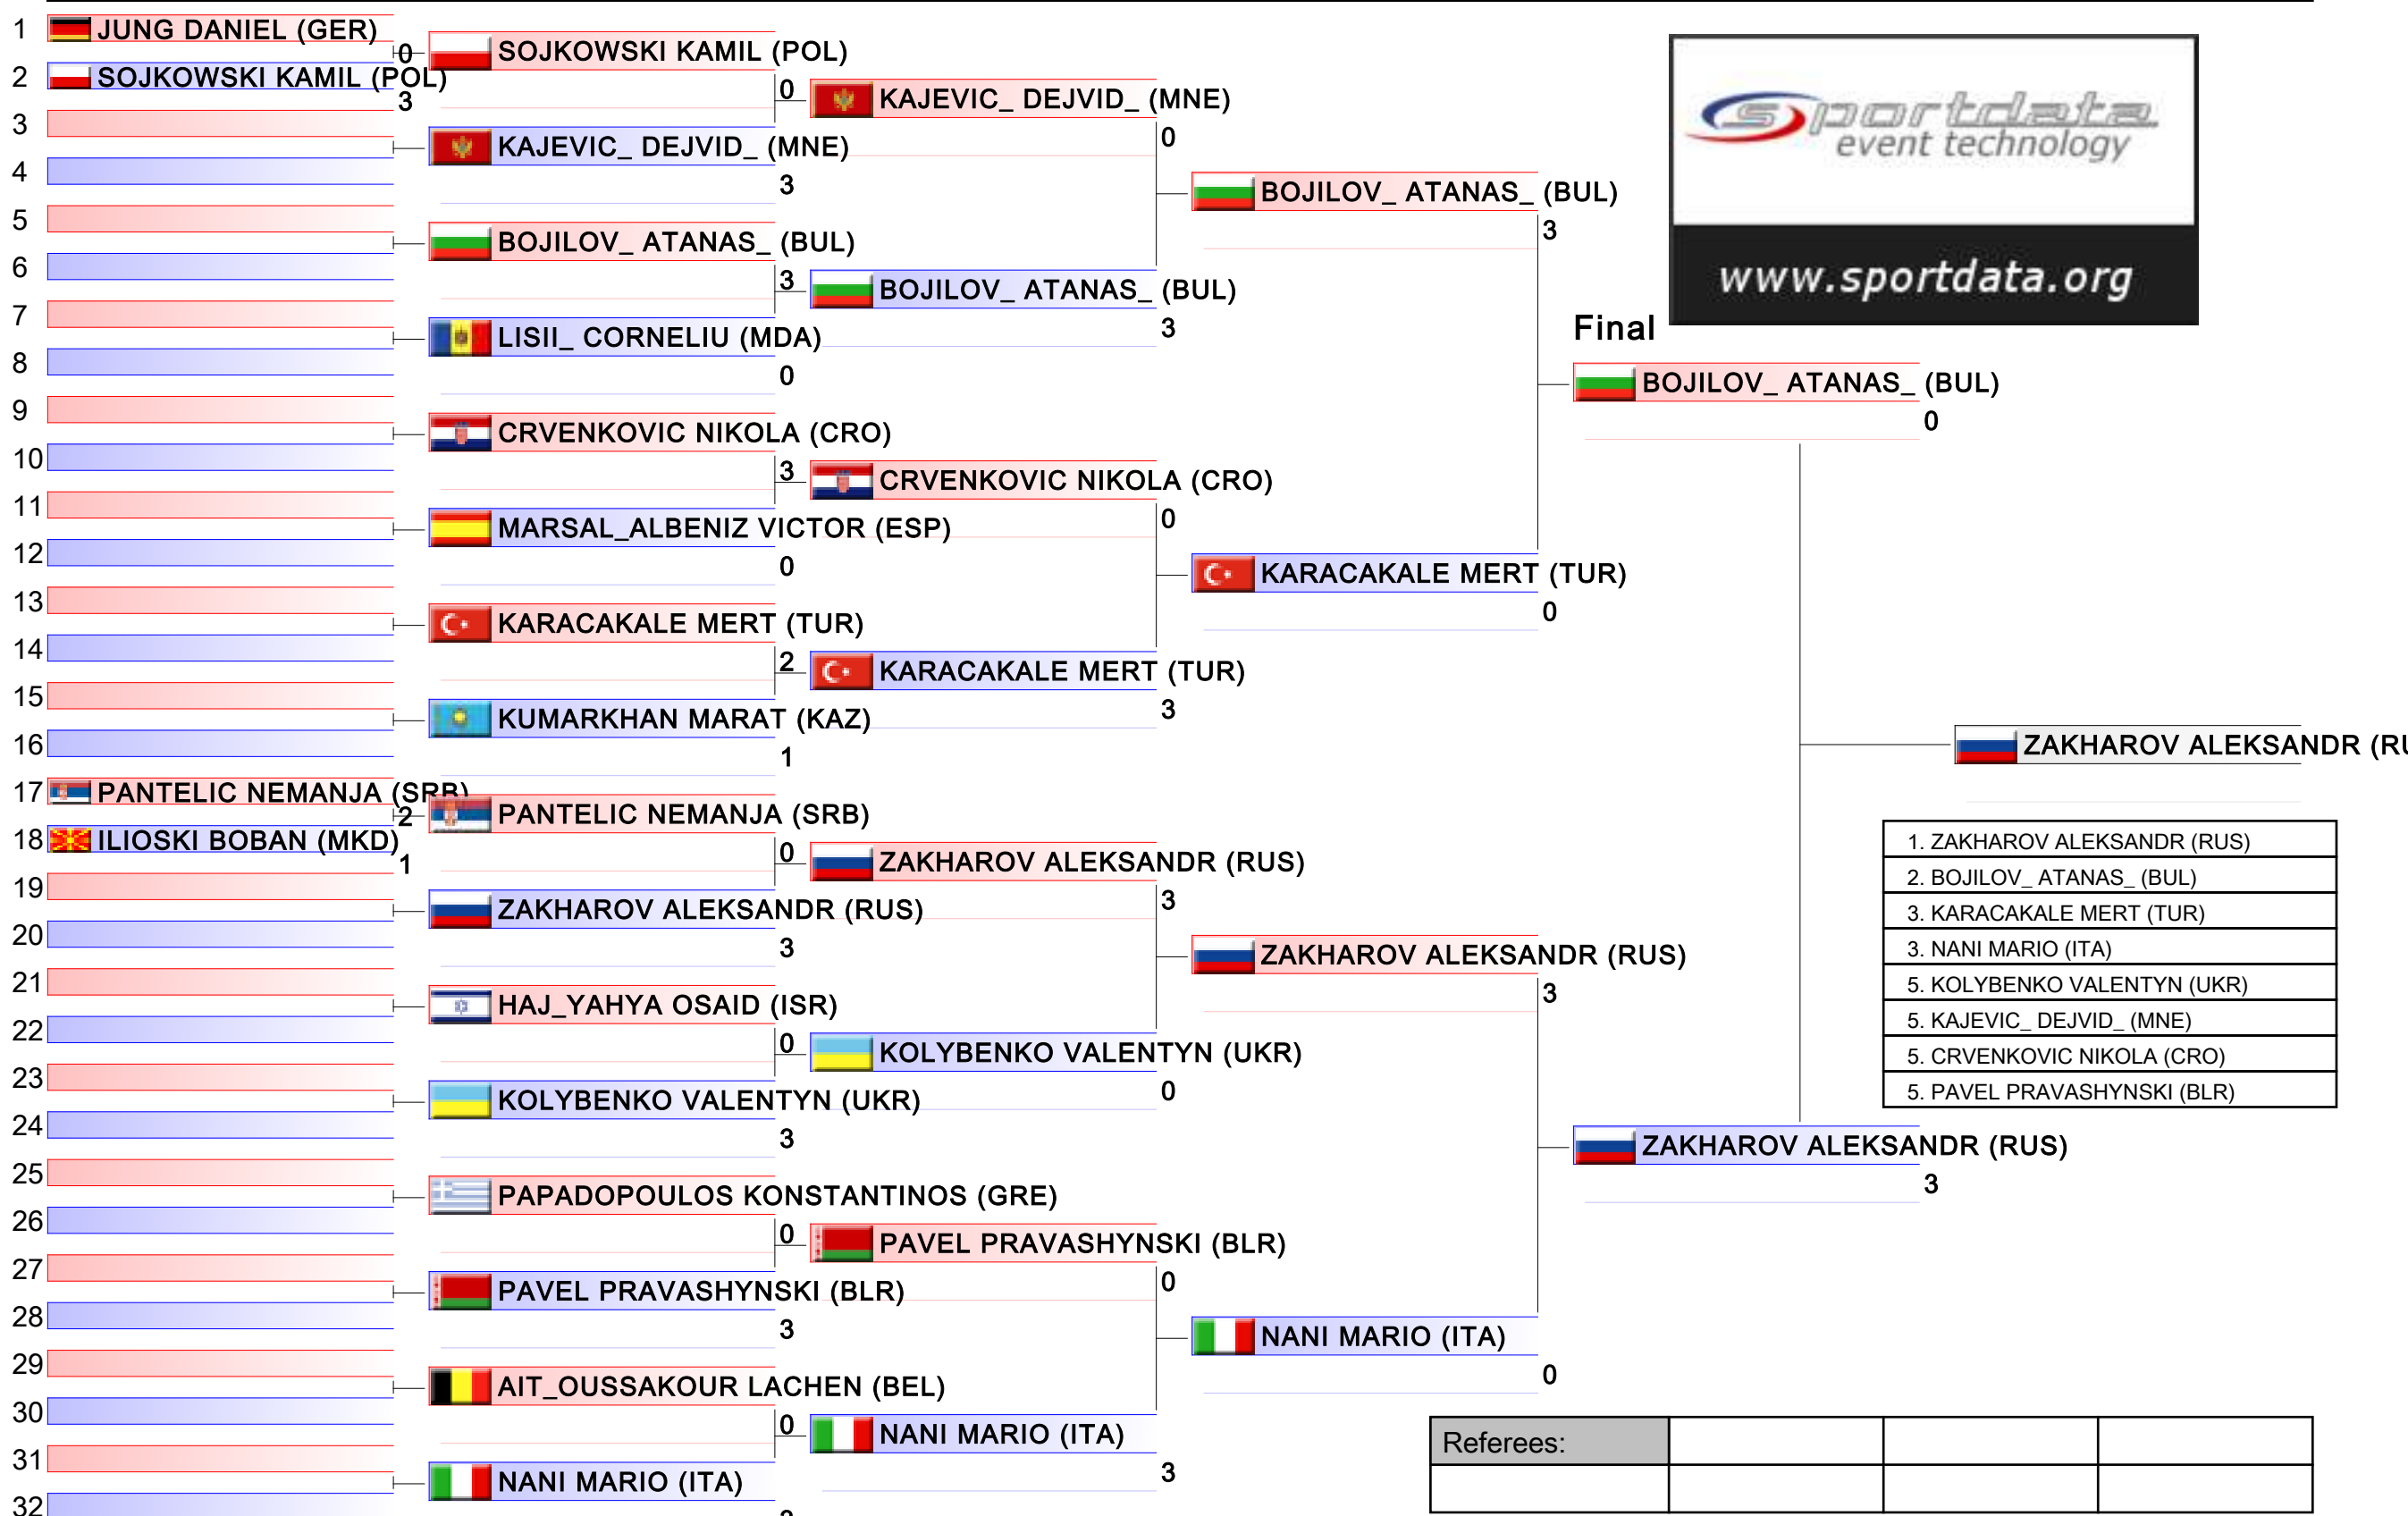 1 JUNG DANIEL (GER)
0
2 SOJKOWSKI KAMIL (POL)
3
3
4
5
6
7
8
9
10
11
12
13
14
15
16
17 PANTELIC NEMANJA (SRB)
2
18 ILIOSKI BOBAN (MKD)
1
19
20
21
22
23
24
25
26
27
28
29
30
31
32
SOJKOWSKI KAMIL (POL)
0
KAJEVIC_ DEJVID_ (MNE)
3
BOJILOV_ ATANAS_ (BUL)
3
LISII_ CORNELIU (MDA)
0
CRVENKOVIC NIKOLA (CRO)
3
MARSAL_ALBENIZ VICTOR (ESP)
0
KARACAKALE MERT (TUR)
2
KUMARKHAN MARAT (KAZ)
1
PANTELIC NEMANJA (SRB)
0
ZAKHAROV ALEKSANDR (RUS)
3
HAJ_YAHYA OSAID (ISR)
0
KOLYBENKO VALENTYN (UKR)
3
PAPADOPOULOS KONSTANTINOS (GRE)
0
PAVEL PRAVASHYNSKI (BLR)
3
AIT_OUSSAKOUR LACHEN (BEL)
0
NANI MARIO (ITA)
KAJEVIC_ DEJVID_ (MNE)
0
BOJILOV_ ATANAS_ (BUL)
3
CRVENKOVIC NIKOLA (CRO)
0
KARACAKALE MERT (TUR)
3
ZAKHAROV ALEKSANDR (RUS)
3
KOLYBENKO VALENTYN (UKR)
0
PAVEL PRAVASHYNSKI (BLR)
0
NANI MARIO (ITA)
3
BOJILOV_ ATANAS_ (BUL)
3
KARACAKALE MERT (TUR)
0
ZAKHAROV ALEKSANDR (RUS)
3
NANI MARIO (ITA)
0
sportdata
event technology
www.sportdata.org
Final
BOJILOV_ ATANAS_ (BUL)
0
ZAKHAROV ALEKSANDR (RUS)
3
ZAKHAROV ALEKSANDR (RU
1. ZAKHAROV ALEKSANDR (RUS)
2. BOJILOV_ ATANAS_ (BUL)
3. KARACAKALE MERT (TUR)
3. NANI MARIO (ITA)
5. KOLYBENKO VALENTYN (UKR)
5. KAJEVIC_ DEJVID_ (MNE)
5. CRVENKOVIC NIKOLA (CRO)
5. PAVEL PRAVASHYNSKI (BLR)
Referees: